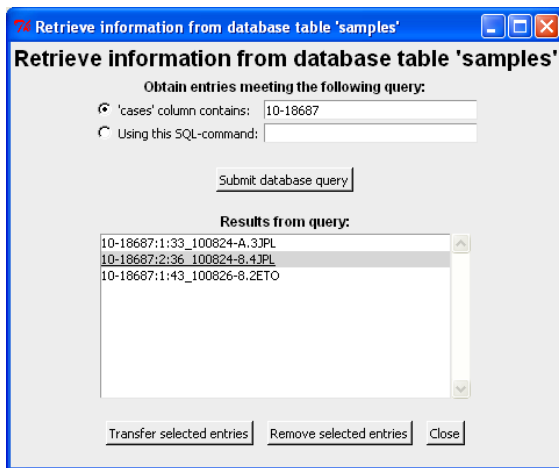 Retrieve information from database table 'samples'
Retrieve information from database table 'samples'
Obtain entries meeting the following query:
'cases' column contains: 10-18687
Using this SQL-command:
Submit database query
Results from query:
10-18687:1:33_100824-A.3JPL
10-18687:2:36_100824-8.4JPL
10-18687:1:43_100826-8.2ETO
Transfer selected entries Remove selected entries Close